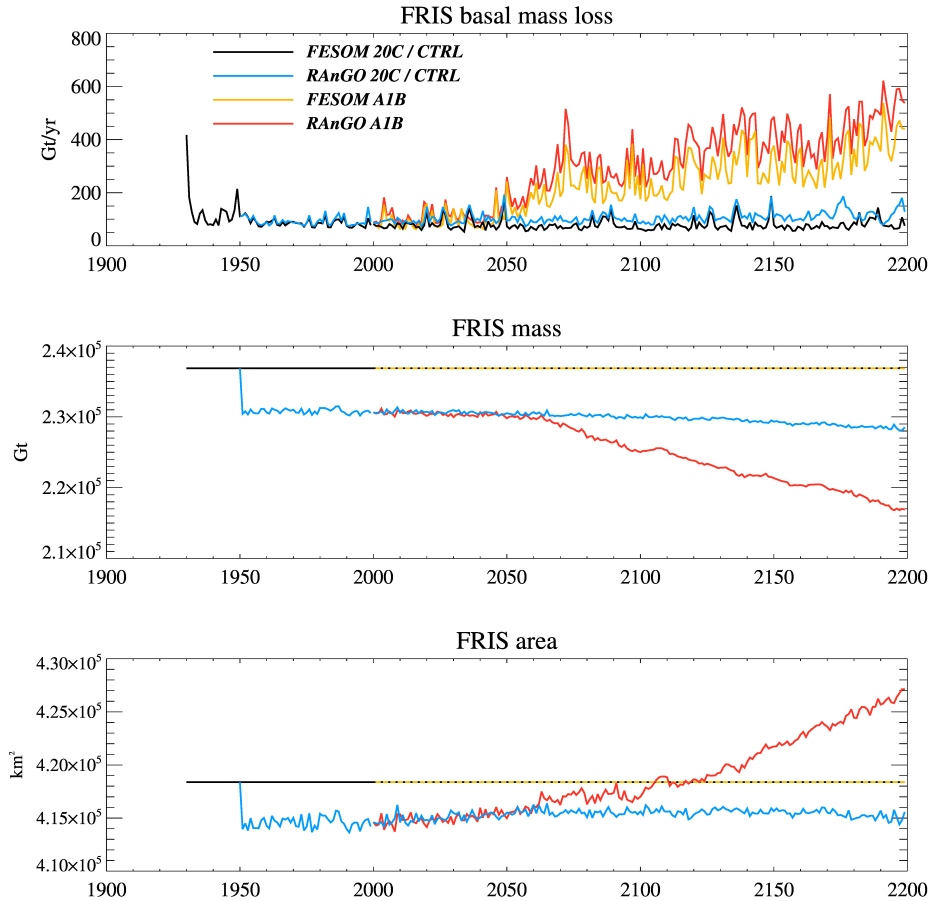 FRIS basal mass loss
800
600
400
200
0
Gt/yr
FESOM 20C / CTRL
RAnGO 20C / CTRL
FESOM A1B
RAnGO A1B
1900 1950 2000 2050 2100 2150 2200
FRIS mass
2.4×10⁵
2.3×10⁵
2.2×10⁵
2.1×10⁵
Gt
1900 1950 2000 2050 2100 2150 2200
FRIS area
4.30×10⁵
4.25×10⁵
4.20×10⁵
4.15×10⁵
4.10×10⁵
km²
1900 1950 2000 2050 2100 2150 2200